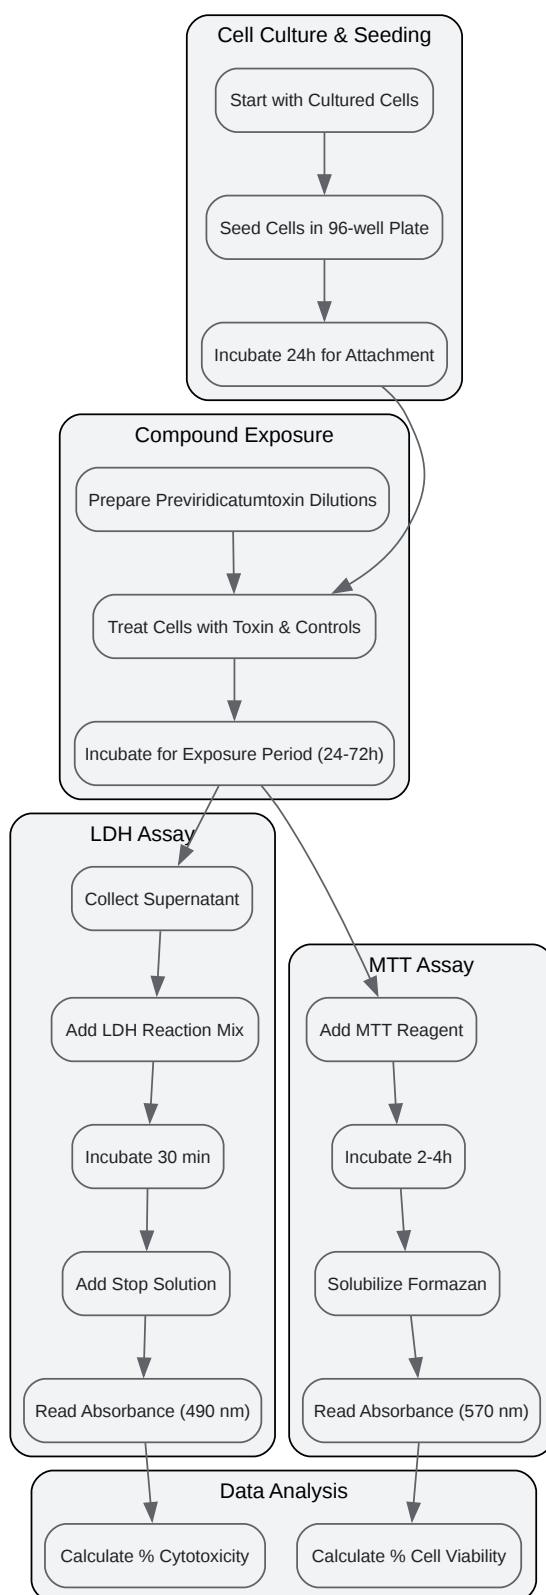 Cell Culture & Seeding
Start with Cultured Cells
Seed Cells in 96-well Plate
Incubate 24h for Attachment
Compound Exposure
Prepare Previridicatumtoxin Dilutions
Treat Cells with Toxin & Controls
Incubate for Exposure Period (24-72h)
LDH Assay
Collect Supernatant
Add LDH Reaction Mix
Incubate 30 min
Add Stop Solution
Read Absorbance (490 nm)
MTT Assay
Add MTT Reagent
Incubate 2-4h
Solubilize Formazan
Read Absorbance (570 nm)
Data Analysis
Calculate % Cytotoxicity
Calculate % Cell Viability